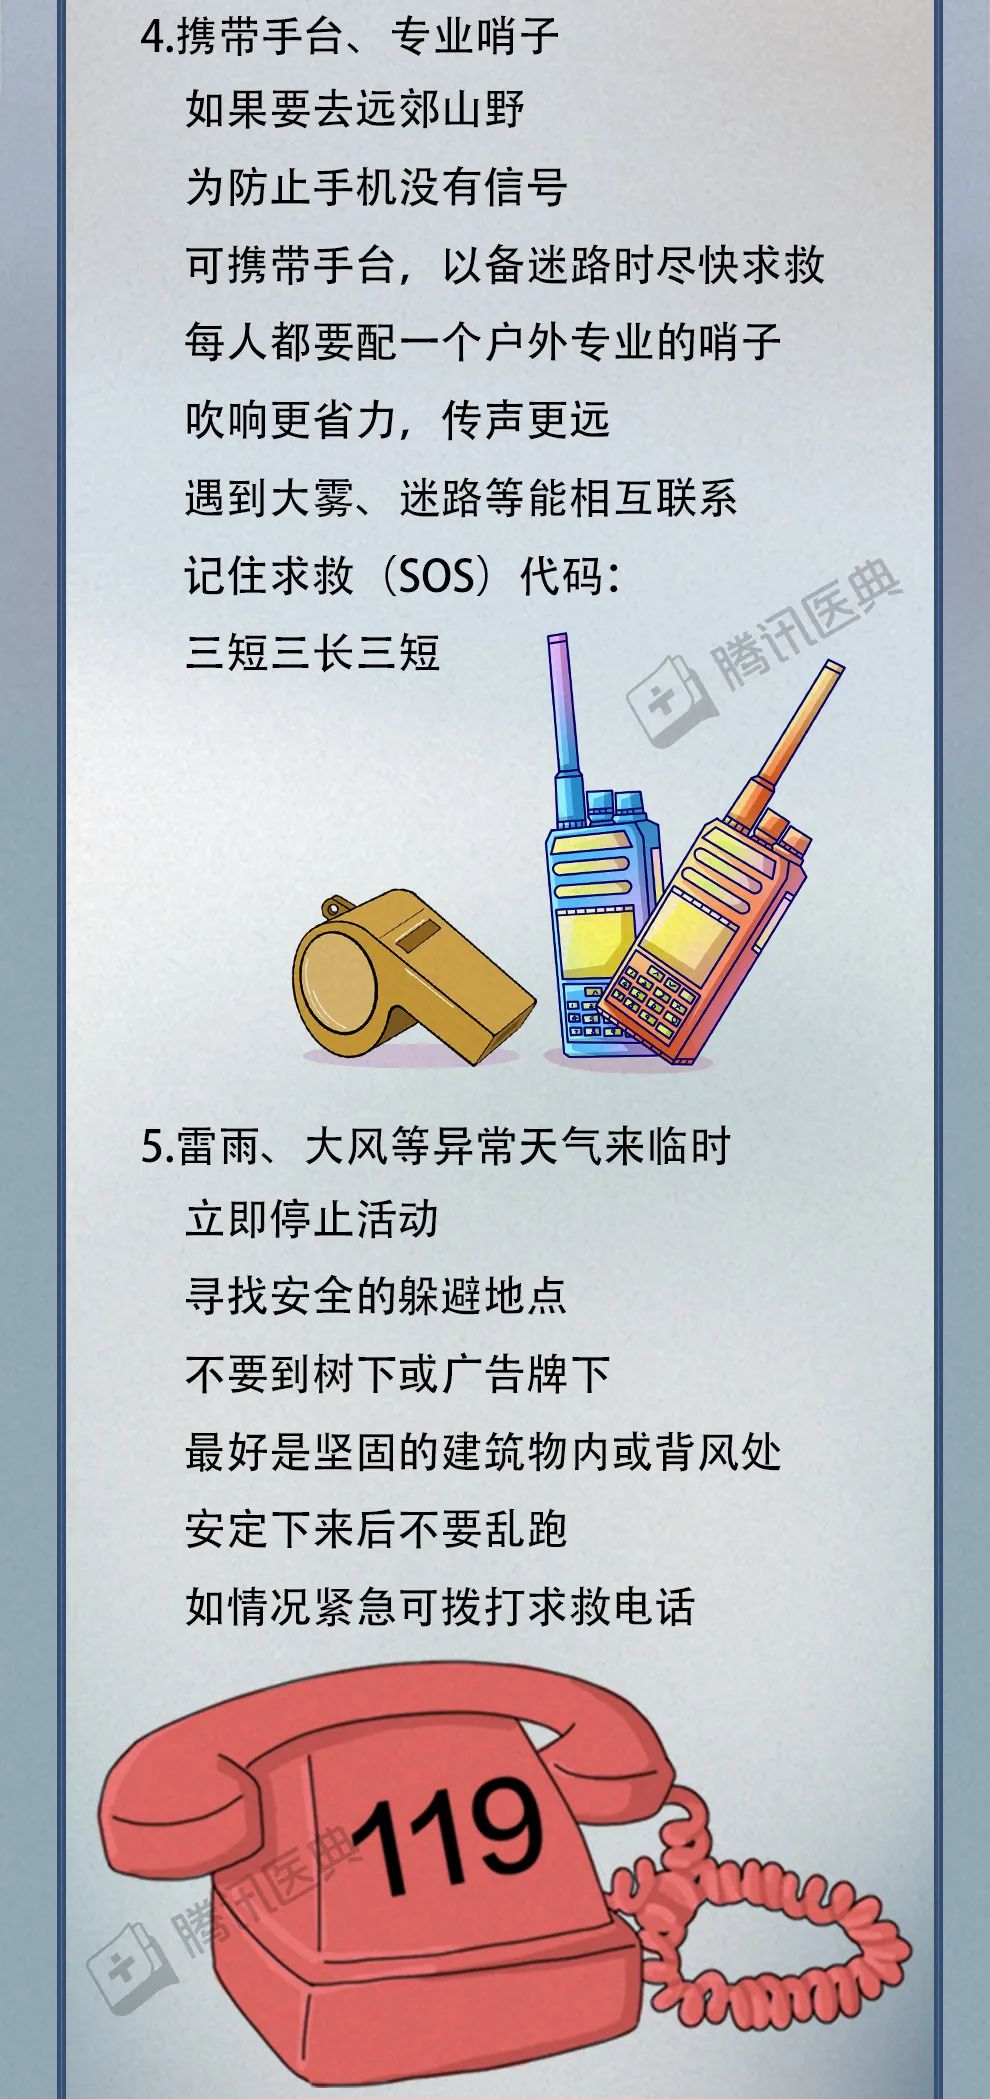 4.携带手台、专业哨子
如果要去远郊山野
为防止手机没有信号
可携带手台，以备迷路时尽快求救
每人都要配一个户外专业的哨子
吹响更省力，传声更远
遇到大雾、迷路等能相互联系
记住求救（SOS）代码：
三短三长三短
腾讯医典
5.雷雨、大风等异常天气来临时
立即停止活动
寻找安全的躲避地点
不要到树下或广告牌下
最好是坚固的建筑物内或背风处
安定下来后不要乱跑
如情况紧急可拨打求救电话
119
腾讯医典